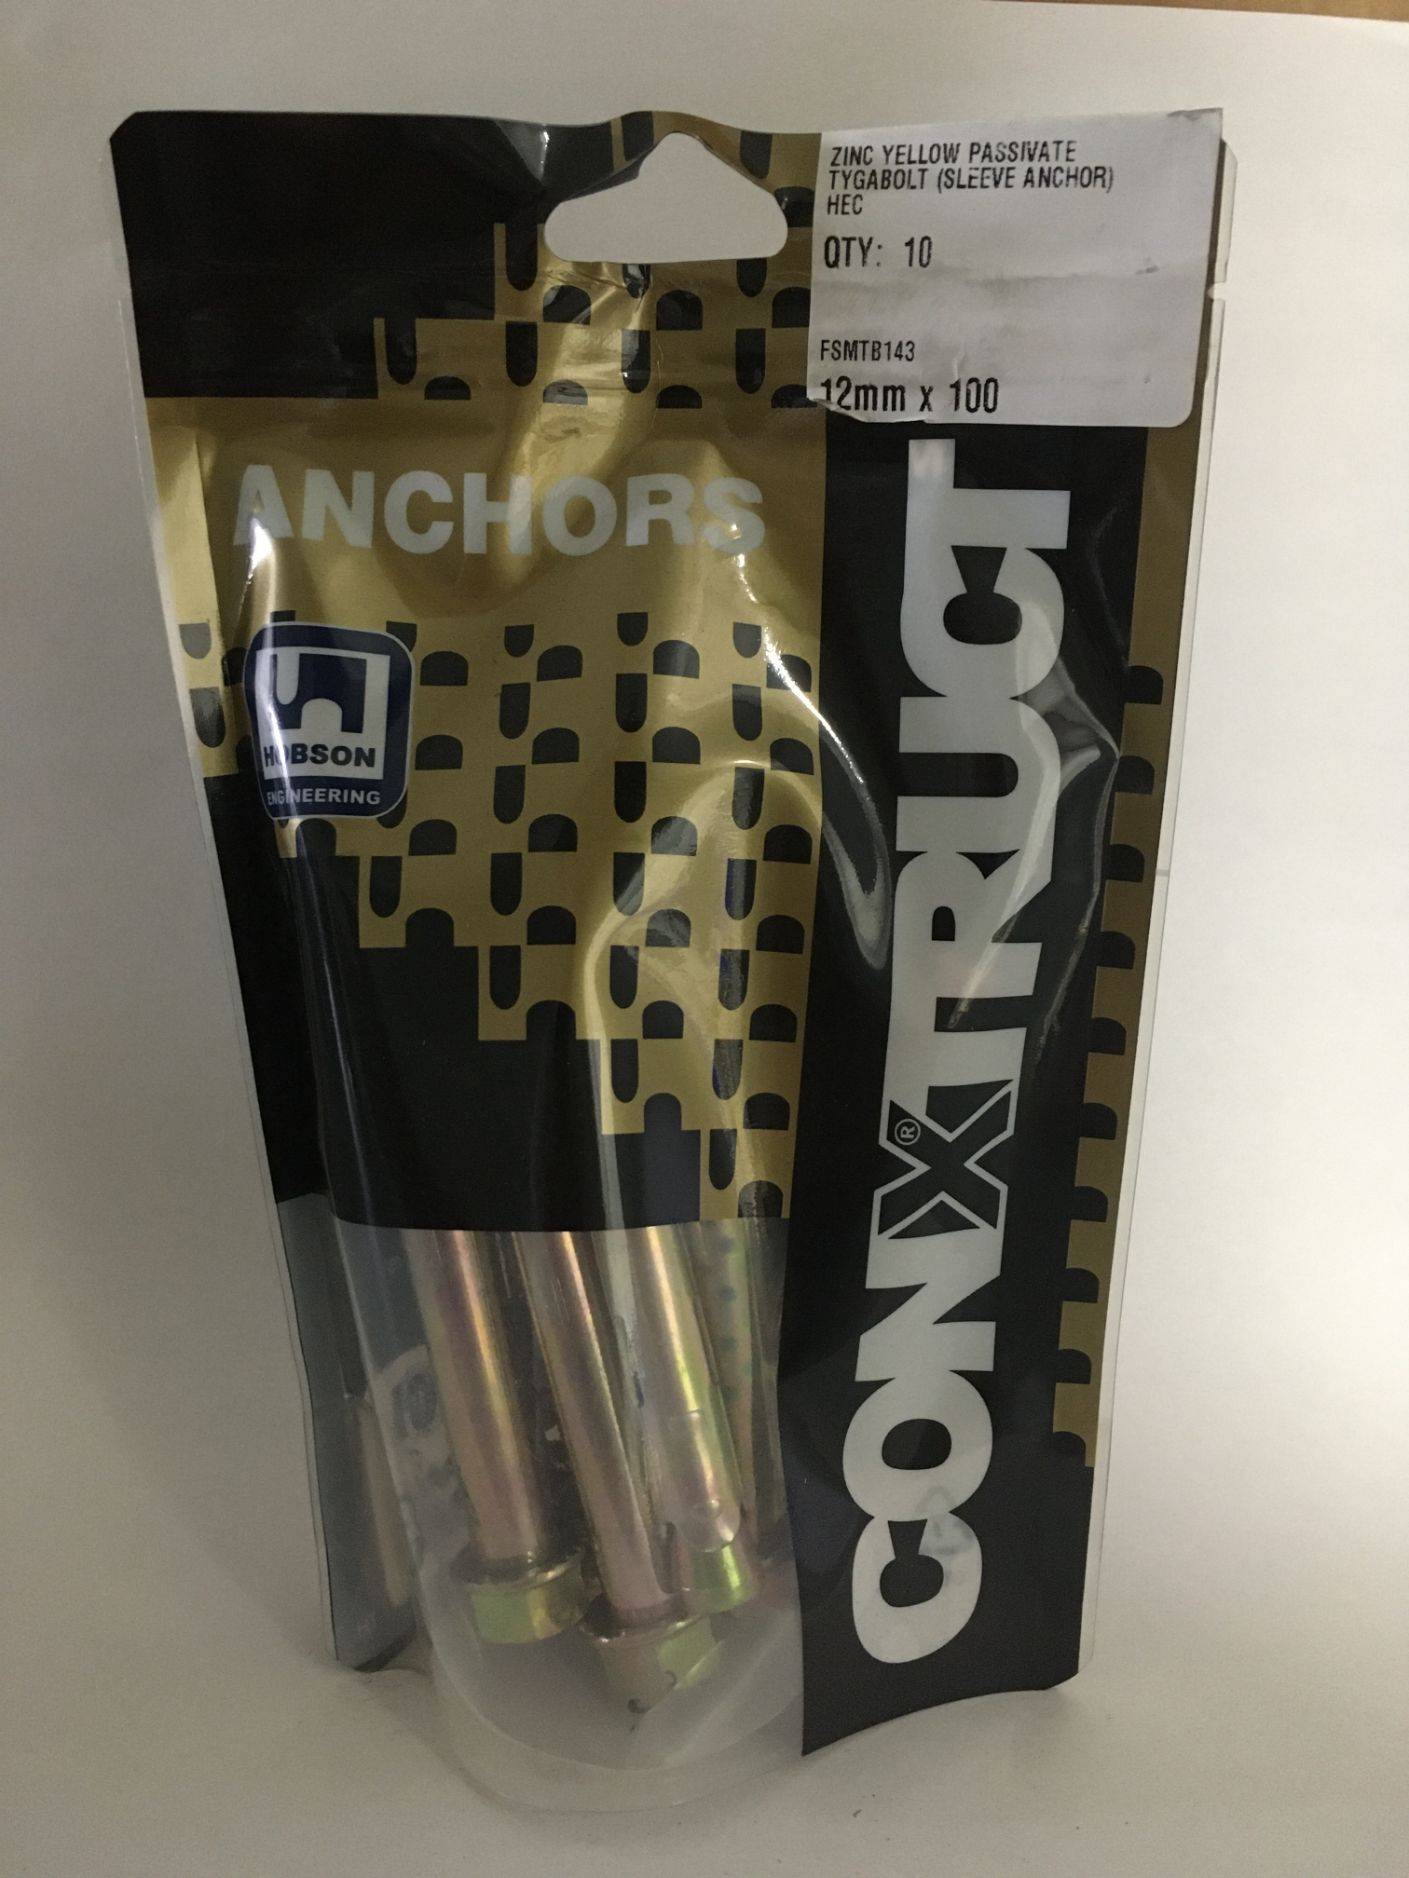 ZINC YELLOW PASSIVATE
TYGABOLT (SLEEVE ANCHOR)
HEC
QTY: 10
FSMTB143
12mm x 100
ANCHORS
HOBSON
ENGINEERING
CONXTRUCT
®